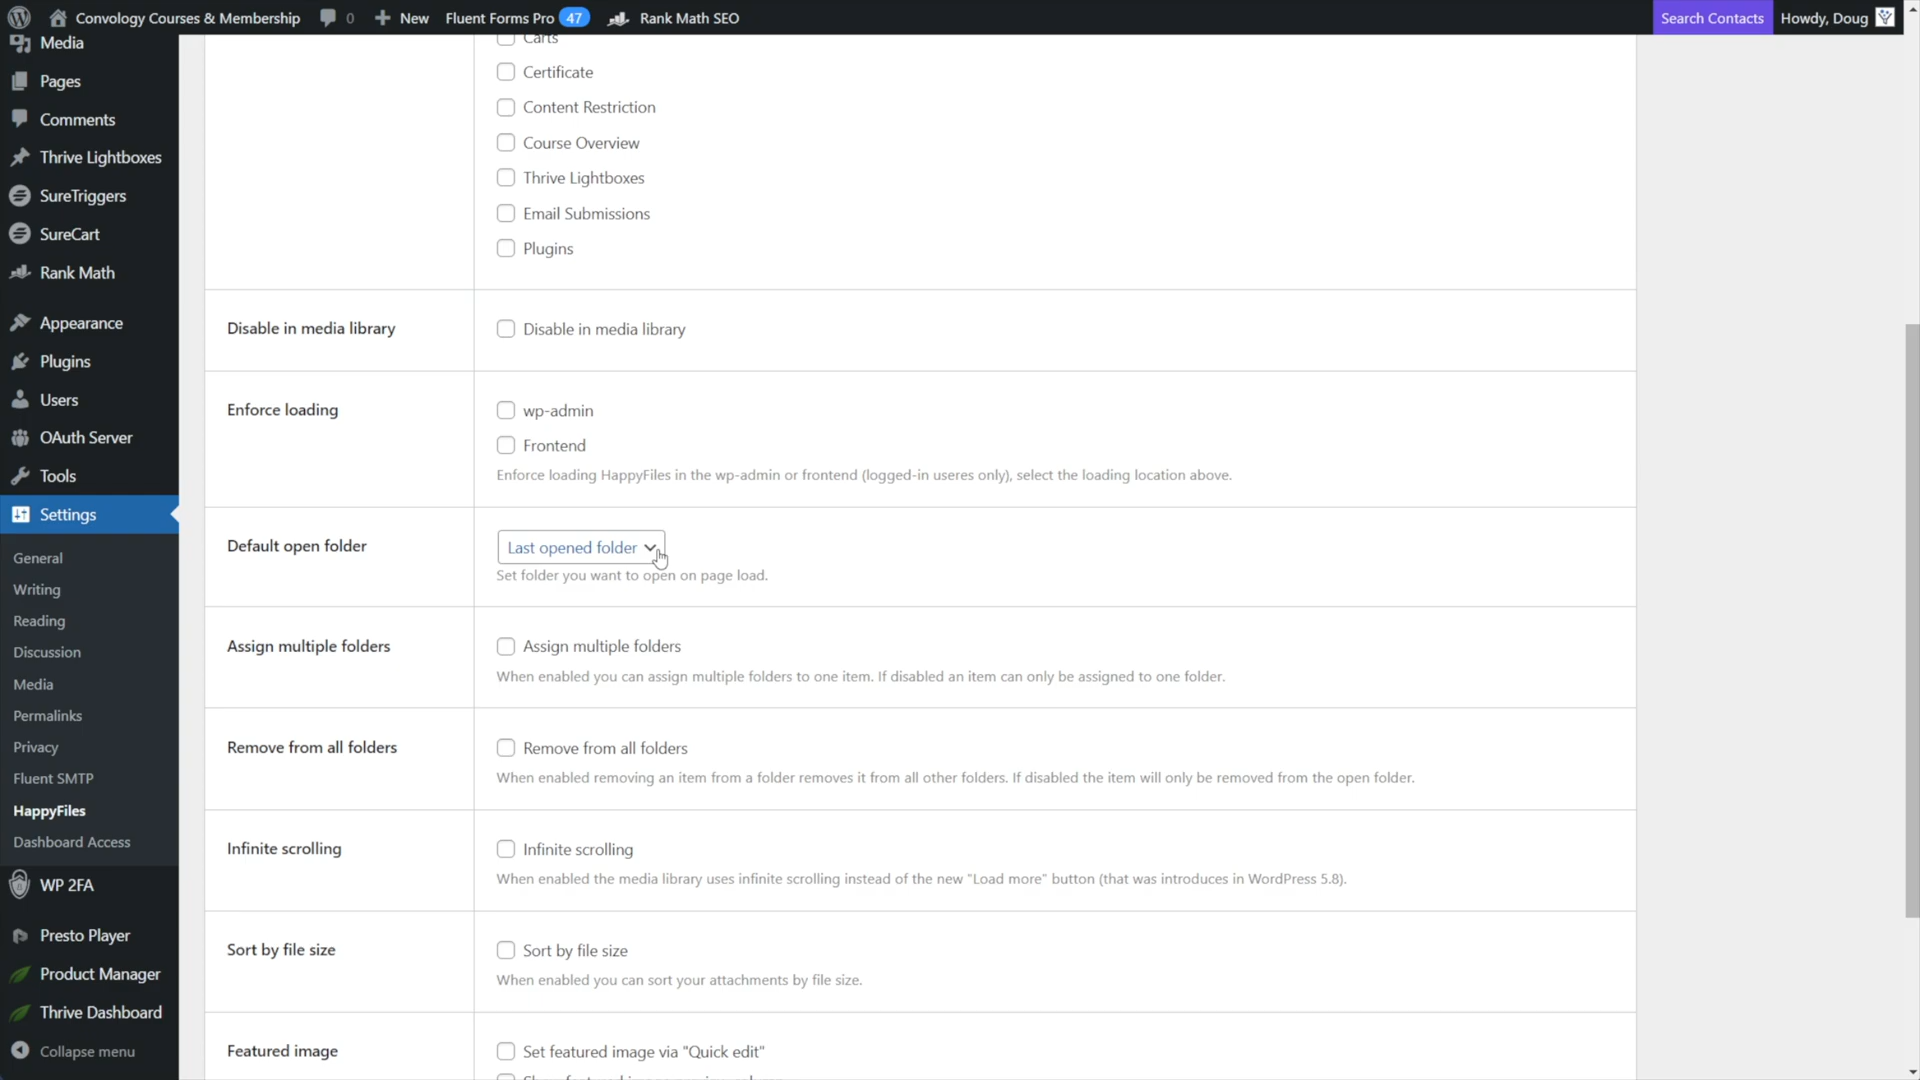 Convology Courses & Membership 0 New Fluent Forms Pro 47 Rank Math SEO Search Contacts Howdy, Doug
Media
Pages
Comments
Thrive Lightboxes
SureTriggers
SureCart
Rank Math
Appearance
Plugins
Users
OAuth Server
Tools
Settings
General
Writing
Reading
Discussion
Media
Permalinks
Privacy
Fluent SMTP
HappyFiles
Dashboard Access
WP 2FA
Presto Player
Product Manager
Thrive Dashboard
Collapse menu
Carts
Certificate
Content Restriction
Course Overview
Thrive Lightboxes
Email Submissions
Plugins
Disable in media library
Disable in media library
Enforce loading
wp-admin
Frontend
Enforce loading HappyFiles in the wp-admin or frontend (logged-in useres only), select the loading location above.
Default open folder
Last opened folder
Set folder you want to open on page load.
Assign multiple folders
Assign multiple folders
When enabled you can assign multiple folders to one item. If disabled an item can only be assigned to one folder.
Remove from all folders
Remove from all folders
When enabled removing an item from a folder removes it from all other folders. If disabled the item will only be removed from the open folder.
Infinite scrolling
Infinite scrolling
When enabled the media library uses infinite scrolling instead of the new "Load more" button (that was introduces in WordPress 5.8).
Sort by file size
Sort by file size
When enabled you can sort your attachments by file size.
Featured image
Set featured image via "Quick edit"